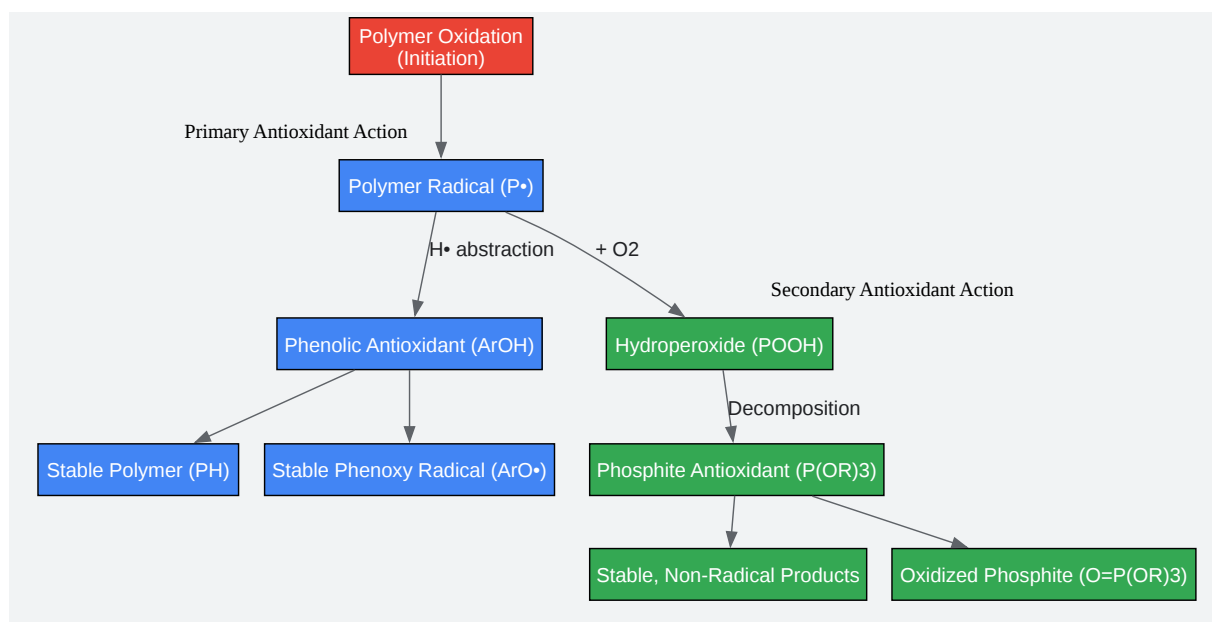 Polymer Oxidation
(Initiation)
Primary Antioxidant Action
Polymer Radical (P•)
H• abstraction
+ O2
Secondary Antioxidant Action
Phenolic Antioxidant (ArOH)
Hydroperoxide (POOH)
Decomposition
Stable Polymer (PH)
Stable Phenoxy Radical (ArO•)
Phosphite Antioxidant (P(OR)3)
Stable, Non-Radical Products
Oxidized Phosphite (O=P(OR)3)